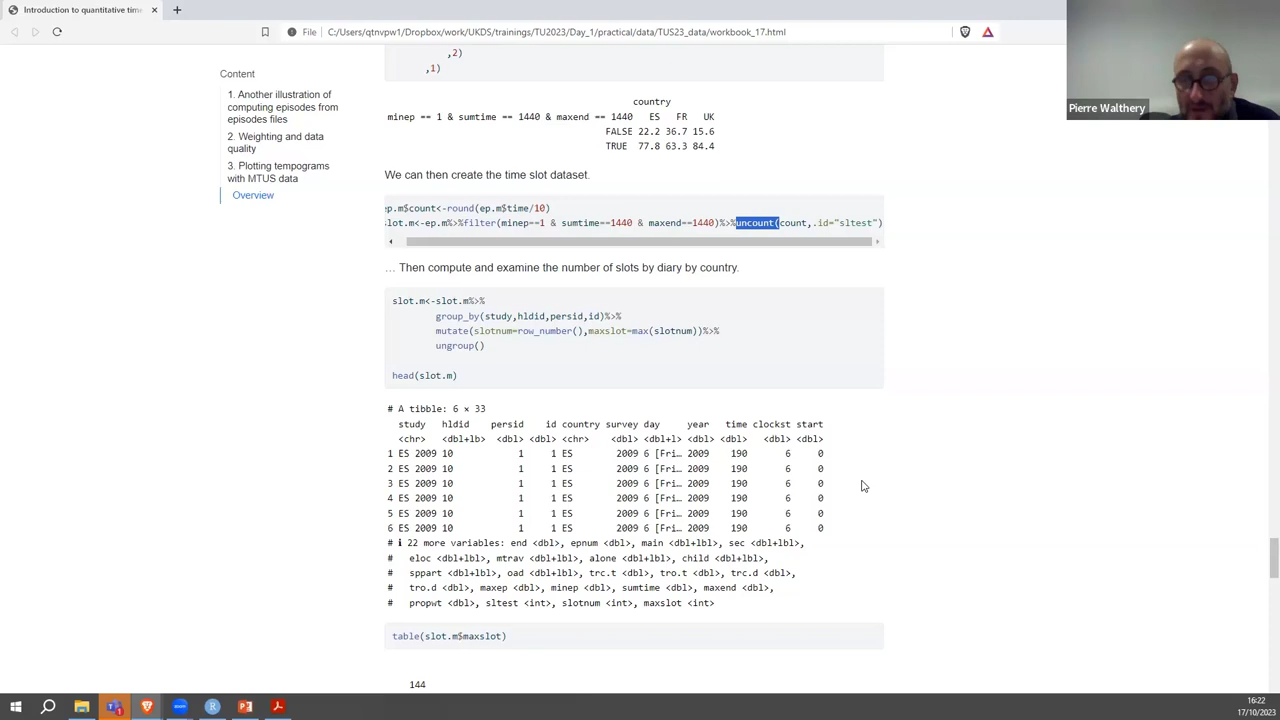 Introduction to quantitative tim
File
C:/Users/qtnvpw1/Dropbox/work/UKDS/trainings/TU2023/Day_1/practical/data/TUS23_data/workbook_17.html
Pierre Walthery
Content
1. Another illustration of
computing episodes from
episodes files
2. Weighting and data
quality
3. Plotting tempograms
with MTUS data
Overview
,2)
,1)
country
minep == 1 & sumtime == 1440 & maxend == 1440 ES FR UK
FALSE 22.2 36.7 15.6
TRUE 77.8 63.3 84.4
We can then create the time slot dataset.
ep.m$count<-round(ep.m$time/10)
slot.m<-ep.m%>%filter(minep==1 & sumtime==1440 & maxend==1440)%>%uncount(count,.id="sltest")
… Then compute and examine the number of slots by diary by country.
slot.m<-slot.m%>%
group_by(study,hldid,persid,id)%>%
mutate(slotnum=row_number(),maxslot=max(slotnum))%>%
ungroup()
head(slot.m)
# A tibble: 6 × 33
study hldid persid id country survey day year time clockst start
<chr> <dbl+lb> <dbl> <dbl> <chr> <dbl> <dbl+l> <dbl> <dbl> <dbl> <dbl>
1 ES 2009 10 1 1 ES 2009 6 [Fri… 2009 190 6 0
2 ES 2009 10 1 1 ES 2009 6 [Fri… 2009 190 6 0
3 ES 2009 10 1 1 ES 2009 6 [Fri… 2009 190 6 0
4 ES 2009 10 1 1 ES 2009 6 [Fri… 2009 190 6 0
5 ES 2009 10 1 1 ES 2009 6 [Fri… 2009 190 6 0
6 ES 2009 10 1 1 ES 2009 6 [Fri… 2009 190 6 0
# ℹ 22 more variables: end <dbl>, epnum <dbl>, main <dbl+lbl>, sec <dbl+lbl>,
# eloc <dbl+lbl>, mtrav <dbl+lbl>, alone <dbl+lbl>, child <dbl+lbl>,
# sppart <dbl+lbl>, oad <dbl+lbl>, trc.t <dbl>, tro.t <dbl>, trc.d <dbl>,
# tro.d <dbl>, maxep <dbl>, minep <dbl>, sumtime <dbl>, maxend <dbl>,
# propwt <dbl>, sltest <int>, slotnum <int>, maxslot <int>
table(slot.m$maxslot)
144
16:22
17/10/2023